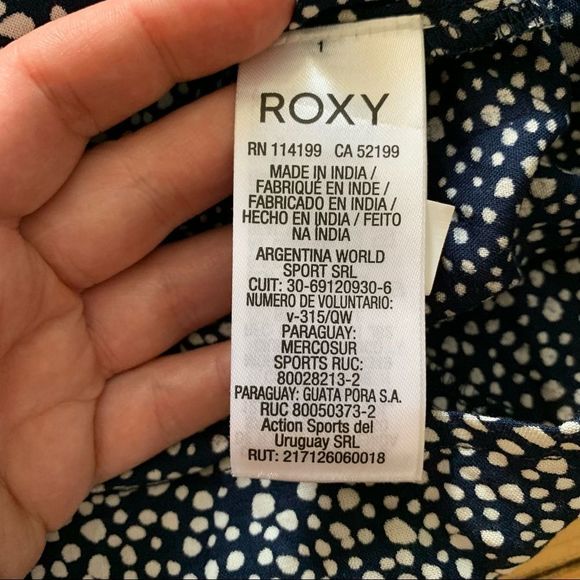 1
ROXY
RN 114199 CA 52199
MADE IN INDIA /
FABRIQUÉ EN INDE /
FABRICADO EN INDIA /
HECHO EN INDIA / FEITO
NA ÍNDIA
ARGENTINA WORLD
SPORT SRL
CUIT: 30-69120930-6
NUMERO DE VOLUNTARIO:
v-315/QW
PARAGUAY:
MERCOSUR
SPORTS RUC:
80028213-2
PARAGUAY: GUATA PORA S.A.
RUC 80050373-2
Action Sports del
Uruguay SRL
RUT: 217126060018